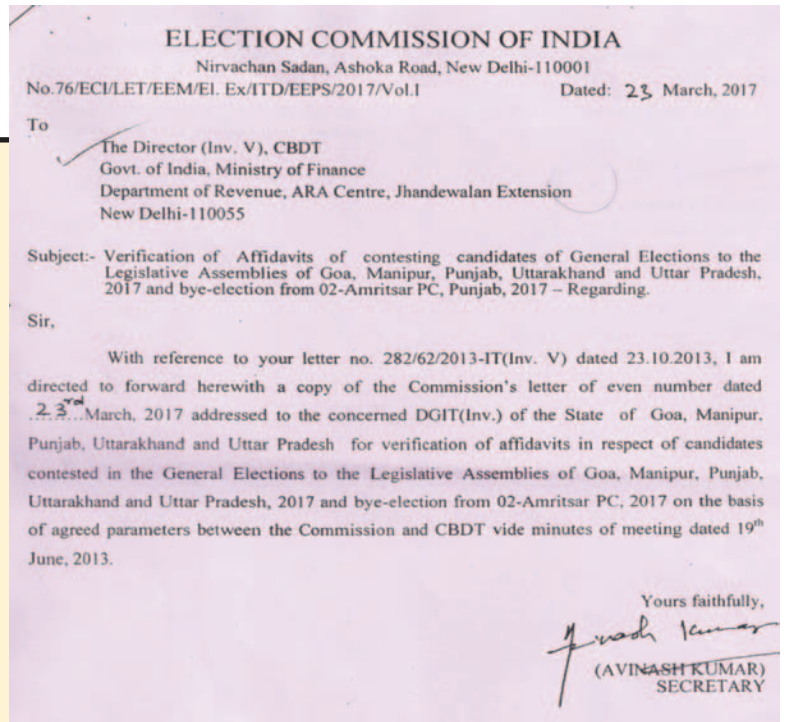 ELECTION COMMISSION OF INDIA
Nirvachan Sadan, Ashoka Road, New Delhi-110001
No.76/ECI/LET/EEM/El. Ex/ITD/EEPS/2017/Vol.I Dated: 23 March, 2017
To
The Director (Inv. V), CBDT
Govt. of India, Ministry of Finance
Department of Revenue, ARA Centre, Jhandewalan Extension
New Delhi-110055
Subject:- Verification of Affidavits of contesting candidates of General Elections to the
Legislative Assemblies of Goa, Manipur, Punjab, Uttarakhand and Uttar Pradesh,
2017 and bye-election from 02-Amritsar PC, Punjab, 2017 – Regarding.
Sir,
With reference to your letter no. 282/62/2013-IT(Inv. V) dated 23.10.2013, I am
directed to forward herewith a copy of the Commission's letter of even number dated
..23rd...March, 2017 addressed to the concerned DGIT(Inv.) of the State of Goa, Manipur,
Punjab, Uttarakhand and Uttar Pradesh for verification of affidavits in respect of candidates
contested in the General Elections to the Legislative Assemblies of Goa, Manipur, Punjab,
Uttarakhand and Uttar Pradesh, 2017 and bye-election from 02-Amritsar PC, 2017 on the basis
of agreed parameters between the Commission and CBDT vide minutes of meeting dated 19th
June, 2013.
Yours faithfully,
Avinash Kumar
(AVINASH KUMAR)
SECRETARY